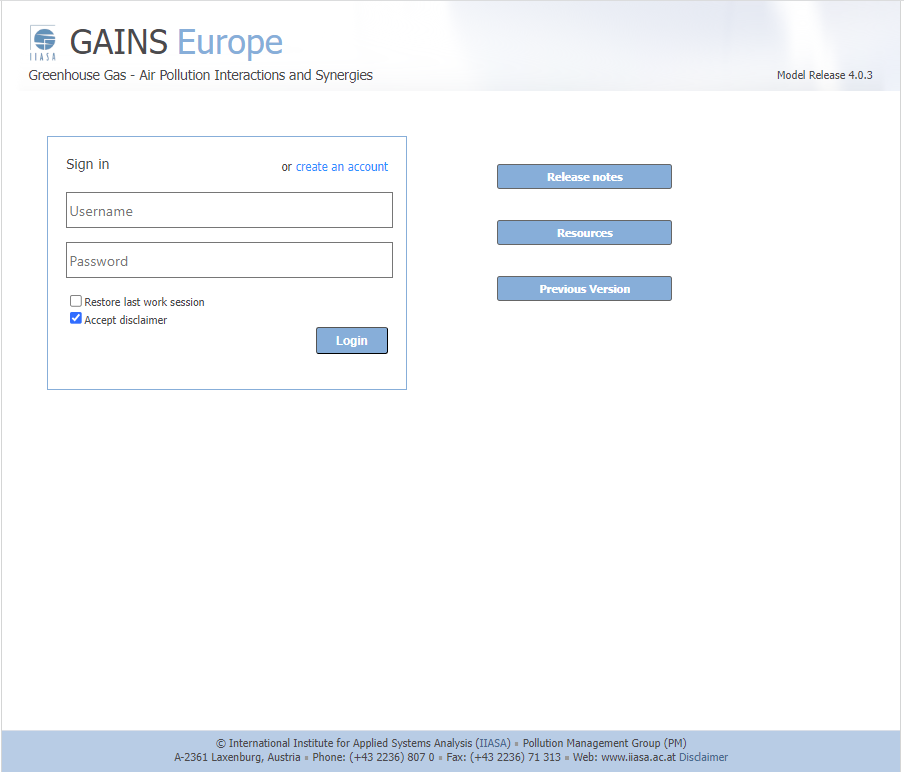 IIASA
GAINS Europe
Greenhouse Gas - Air Pollution Interactions and Synergies
Model Release 4.0.3
Sign in
or create an account
Username
Password
Restore last work session
Accept disclaimer
Login
Release notes
Resources
Previous Version
© International Institute for Applied Systems Analysis (IIASA) ▪ Pollution Management Group (PM)
A-2361 Laxenburg, Austria ▪ Phone: (+43 2236) 807 0 ▪ Fax: (+43 2236) 71 313 ▪ Web: www.iiasa.ac.at Disclaimer